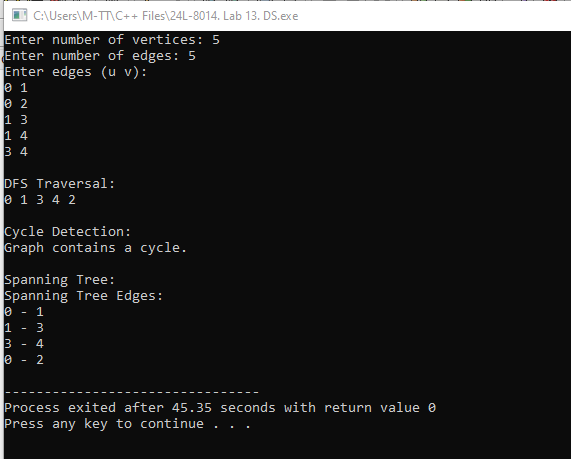 C:\Users\M-TT\C++ Files\24L-8014. Lab 13. DS.exe
Enter number of vertices: 5
Enter number of edges: 5
Enter edges (u v):
0 1
0 2
1 3
1 4
3 4
DFS Traversal:
0 1 3 4 2
Cycle Detection:
Graph contains a cycle.
Spanning Tree:
Spanning Tree Edges:
0 - 1
1 - 3
3 - 4
0 - 2
--------------------------------
Process exited after 45.35 seconds with return value 0
Press any key to continue . . .